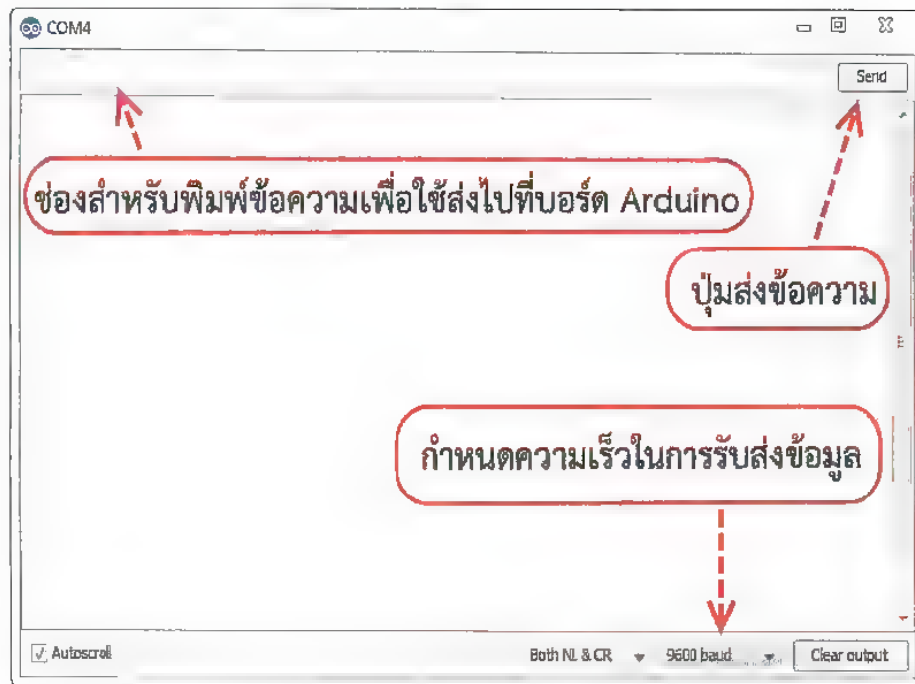 COM4
Send
ช่องสำหรับพิมพ์ข้อความเพื่อใช้ส่งไปที่บอร์ด Arduino
ปุ่มส่งข้อความ
กำหนดความเร็วในการรับส่งข้อมูล
Autoscroll Both NL & CR 9600 baud Clear output